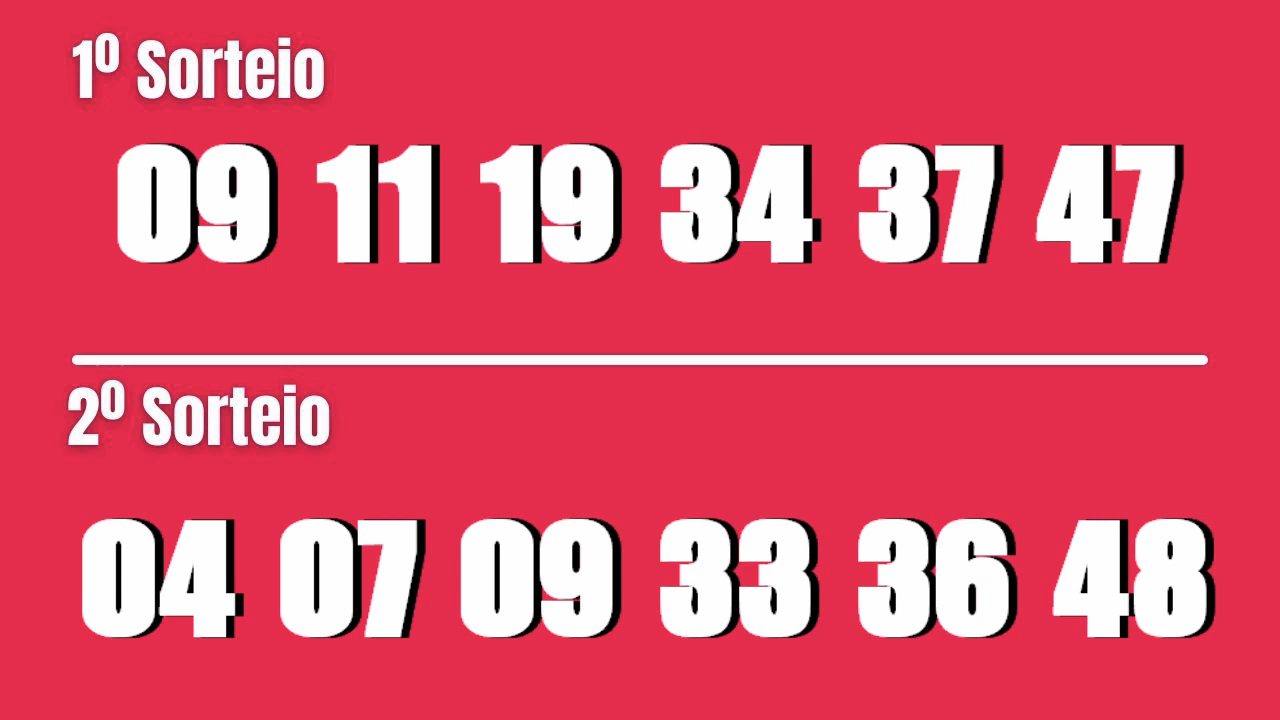 1º Sorteio
09 11 19 34 37 47
2º Sorteio
04 07 09 33 36 48